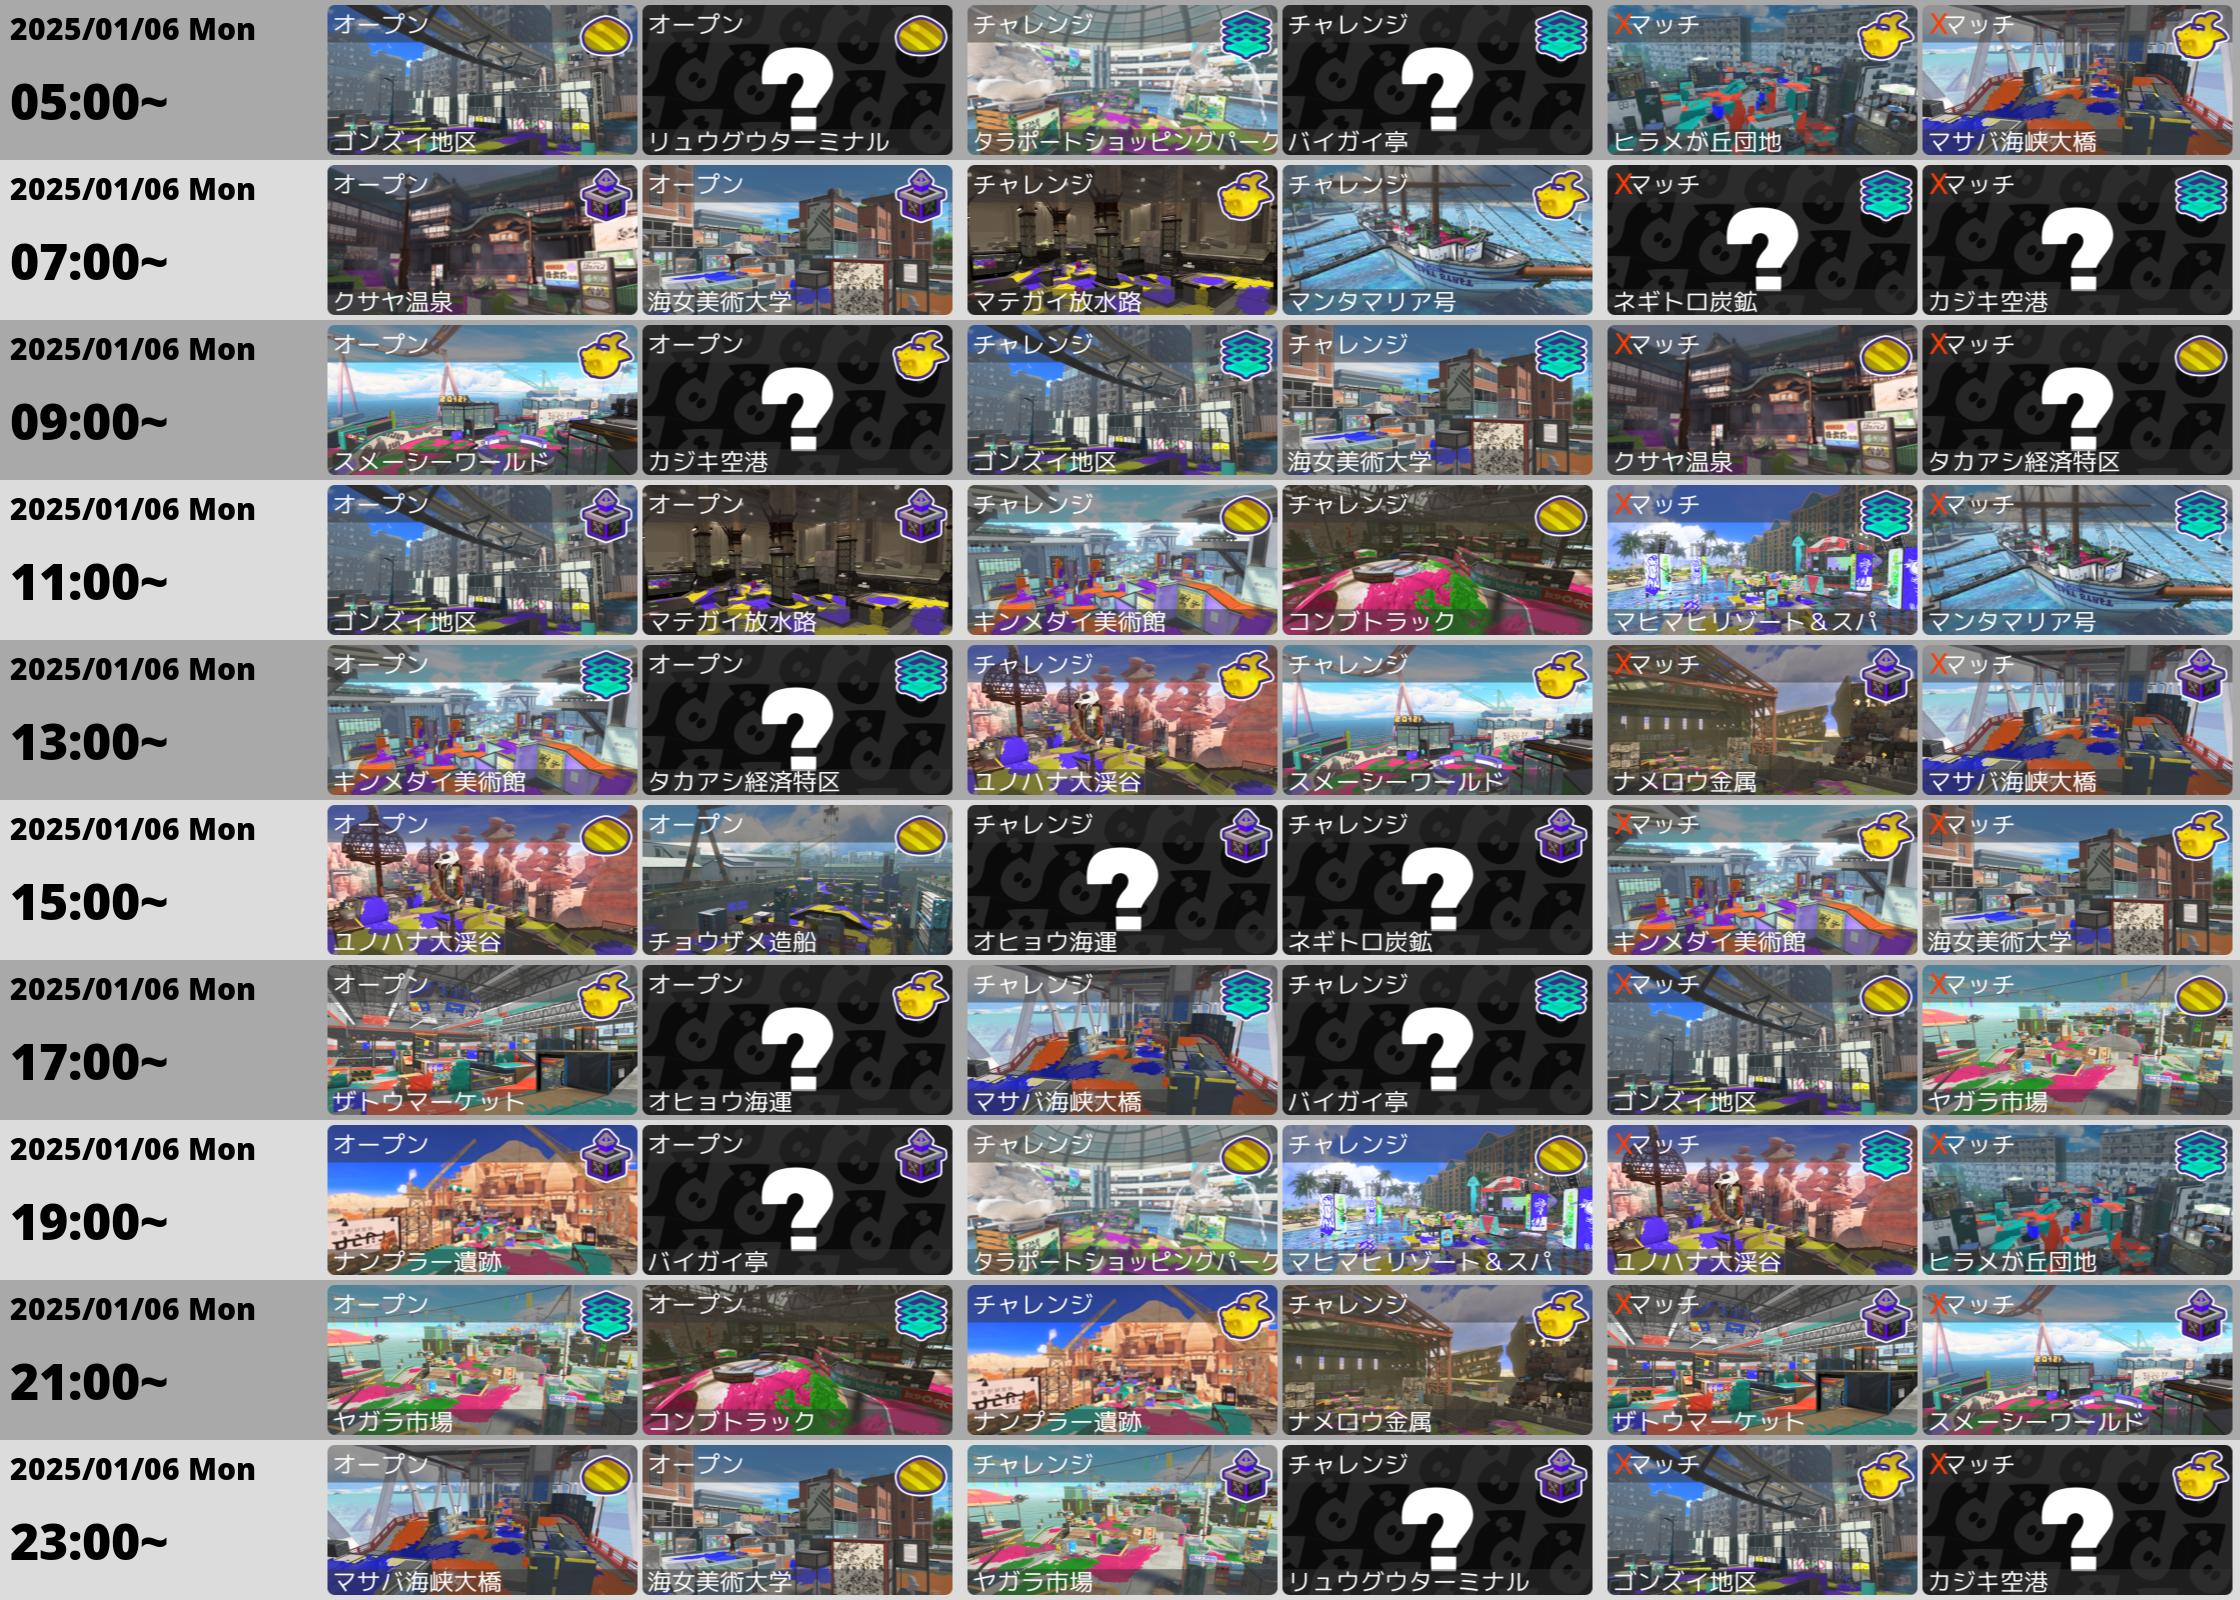 2025/01/06 Mon
05:00~
オープン
ゴンズイ地区
オープン
リュウグウターミナル
チャレンジ
タラポートショッピングパーク
チャレンジ
バイガイ亭
Xマッチ
ヒラメが丘団地
Xマッチ
マサバ海峡大橋
2025/01/06 Mon
07:00~
オープン
クサヤ温泉
オープン
海女美術大学
チャレンジ
マテガイ放水路
チャレンジ
マンタマリア号
Xマッチ
ネギトロ炭鉱
Xマッチ
カジキ空港
2025/01/06 Mon
09:00~
オープン
スメーシーワールド
オープン
カジキ空港
チャレンジ
ゴンズイ地区
チャレンジ
海女美術大学
Xマッチ
クサヤ温泉
Xマッチ
タカアシ経済特区
2025/01/06 Mon
11:00~
オープン
ゴンズイ地区
オープン
マテガイ放水路
チャレンジ
キンメダイ美術館
チャレンジ
コンブトラック
Xマッチ
マヒマヒリゾート&スパ
Xマッチ
マンタマリア号
2025/01/06 Mon
13:00~
オープン
キンメダイ美術館
オープン
タカアシ経済特区
チャレンジ
ユノハナ大渓谷
チャレンジ
スメーシーワールド
Xマッチ
ナメロウ金属
Xマッチ
マサバ海峡大橋
2025/01/06 Mon
15:00~
オープン
ユノハナ大渓谷
オープン
チョウザメ造船
チャレンジ
オヒョウ海運
チャレンジ
ネギトロ炭鉱
Xマッチ
キンメダイ美術館
Xマッチ
海女美術大学
2025/01/06 Mon
17:00~
オープン
ザトウマーケット
オープン
オヒョウ海運
チャレンジ
マサバ海峡大橋
チャレンジ
バイガイ亭
Xマッチ
ゴンズイ地区
Xマッチ
ヤガラ市場
2025/01/06 Mon
19:00~
オープン
ナンプラー遺跡
オープン
バイガイ亭
チャレンジ
タラポートショッピングパーク
チャレンジ
マヒマヒリゾート&スパ
Xマッチ
ユノハナ大渓谷
Xマッチ
ヒラメが丘団地
2025/01/06 Mon
21:00~
オープン
ヤガラ市場
オープン
コンブトラック
チャレンジ
ナンプラー遺跡
チャレンジ
ナメロウ金属
Xマッチ
ザトウマーケット
Xマッチ
スメーシーワールド
2025/01/06 Mon
23:00~
オープン
マサバ海峡大橋
オープン
海女美術大学
チャレンジ
ヤガラ市場
チャレンジ
リュウグウターミナル
Xマッチ
ゴンズイ地区
Xマッチ
カジキ空港